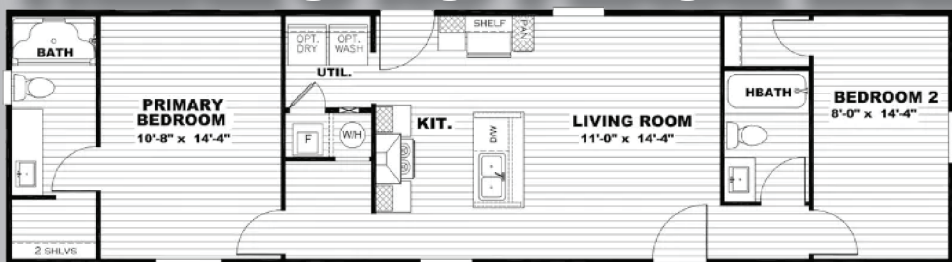 BATH
PRIMARY
BEDROOM
10'-8" x 14'-4"
2 SHLVS
OPT.
DRY
OPT.
WASH
UTIL.
F
W/H
SHELF
PAN
KIT.
DW
LIVING ROOM
11'-0" x 14'-4"
HBATH
BEDROOM 2
8'-0" x 14'-4"